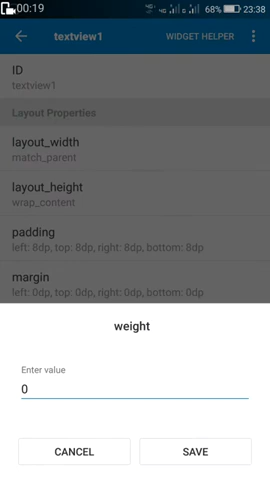 00:19 68% 23:38
textview1 WIDGET HELPER
ID
textview1
Layout Properties
layout_width
match_parent
layout_height
wrap_content
padding
left: 8dp, top: 8dp, right: 8dp, bottom: 8dp
margin
left: 0dp, top: 0dp, right: 0dp, bottom: 0dp
weight
Enter value
0
CANCEL SAVE